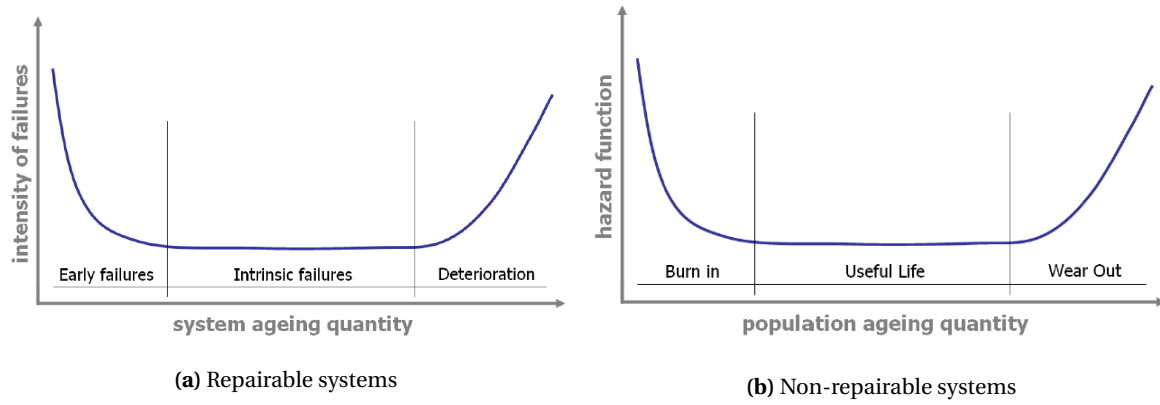 intensity of failures
Early failures
Intrinsic failures
Deterioration
system ageing quantity
(a) Repairable systems
hazard function
Burn in
Useful Life
Wear Out
population ageing quantity
(b) Non-repairable systems